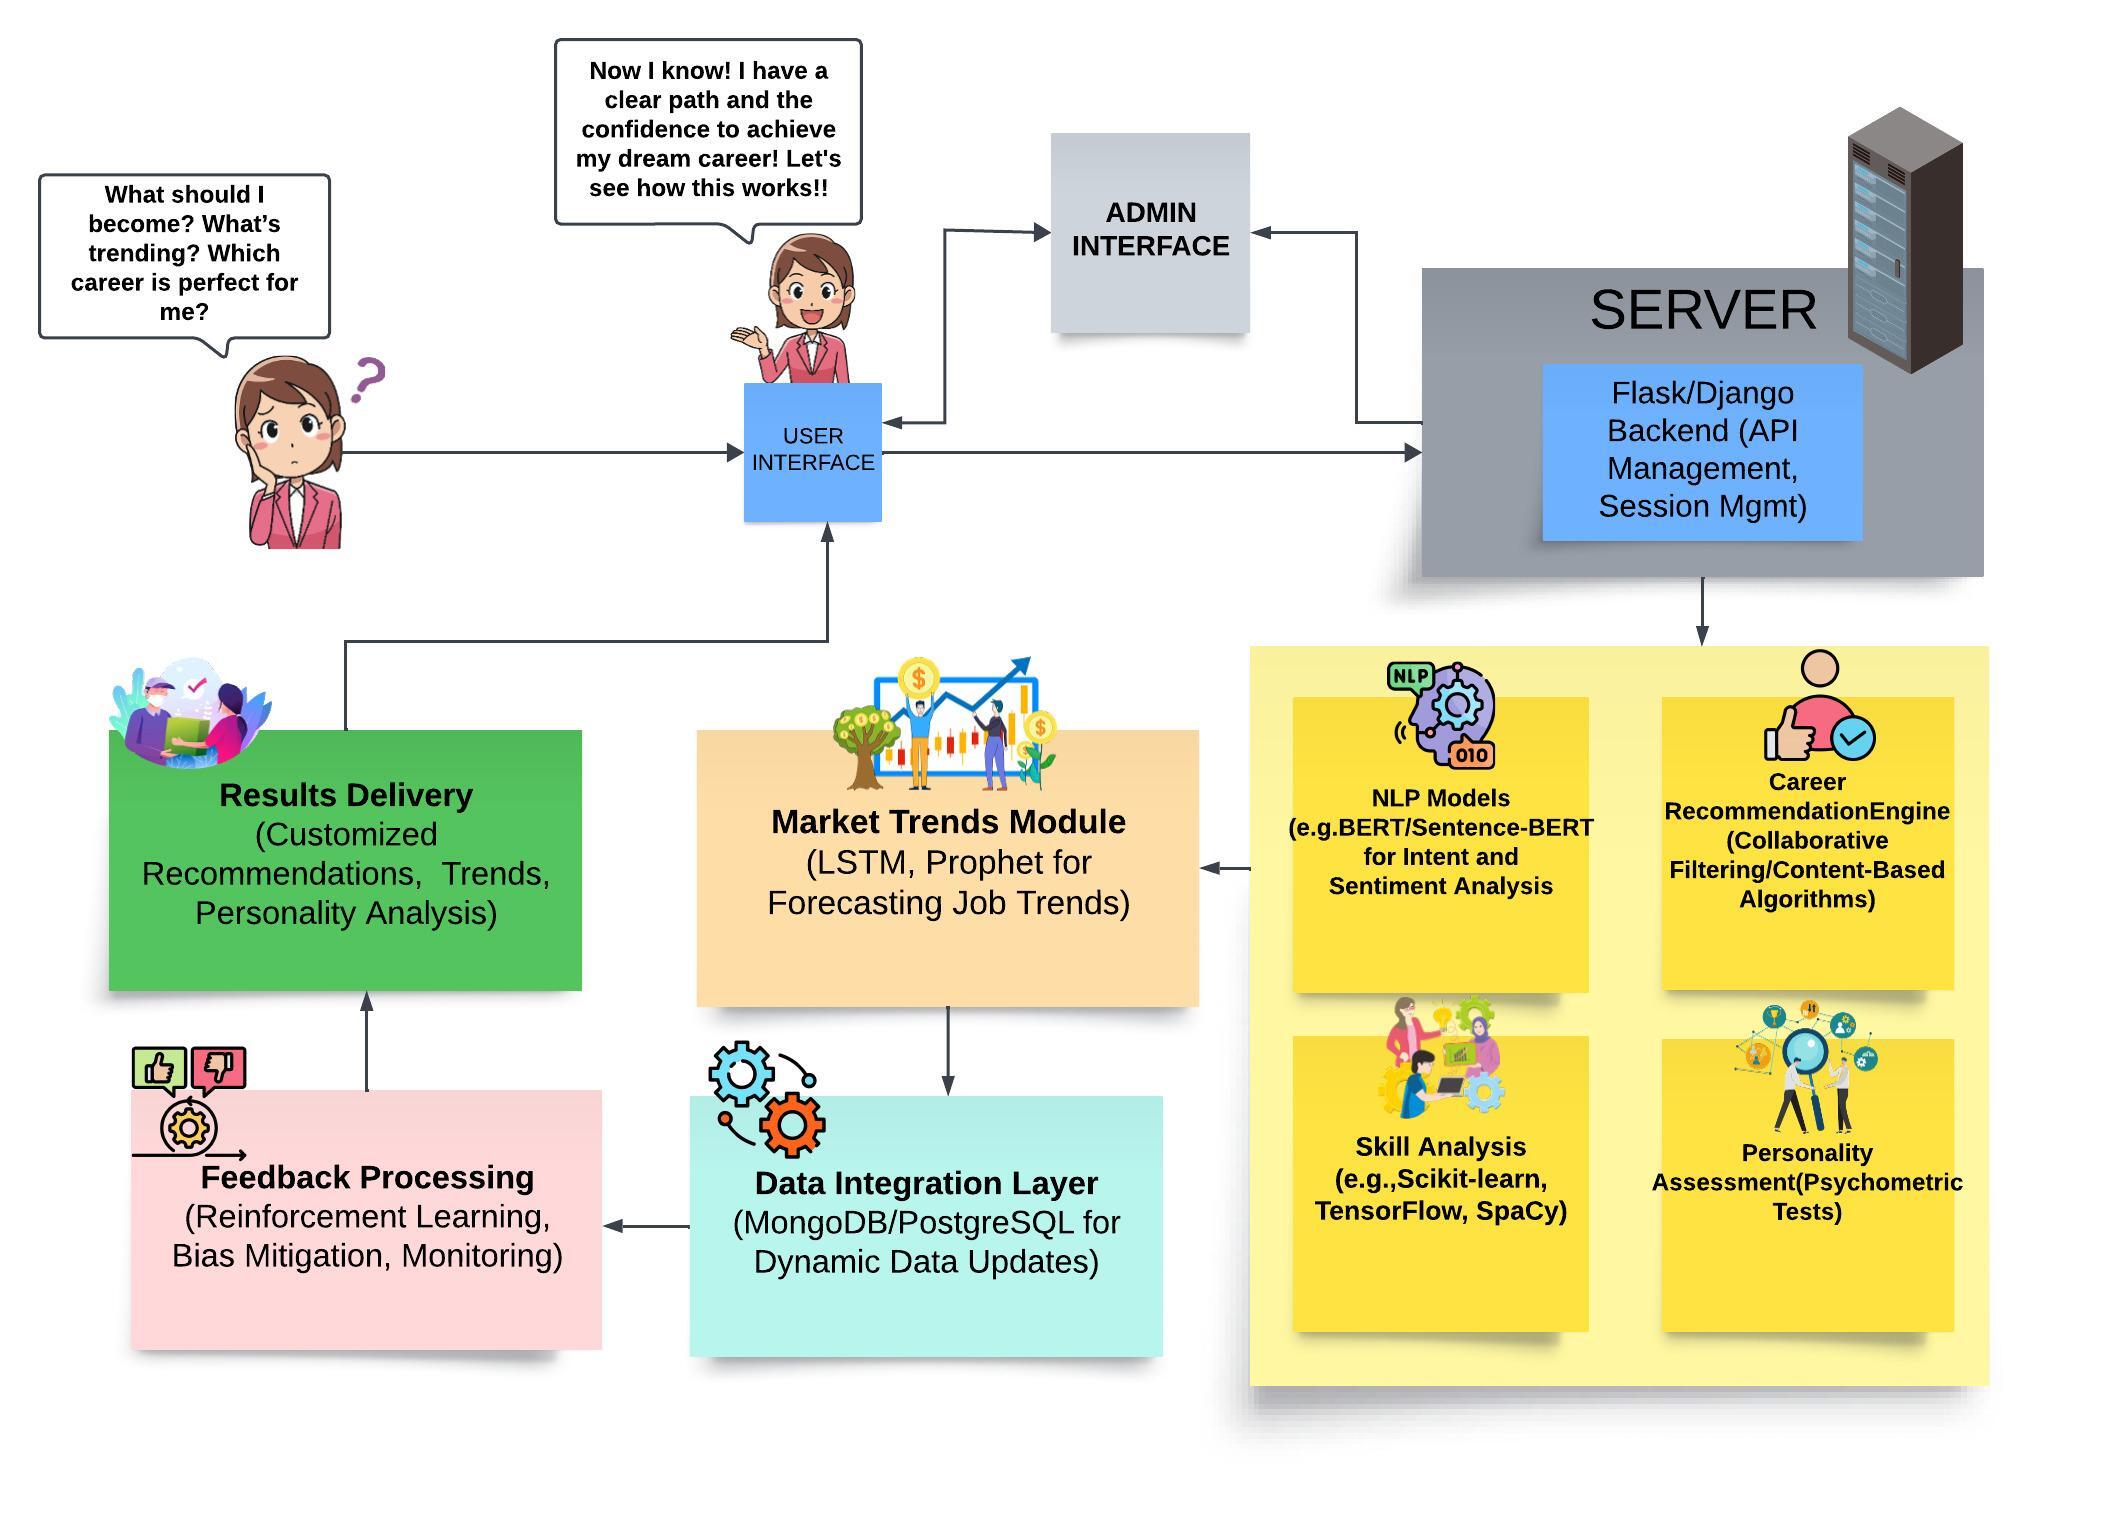 Now I know! I have a
clear path and the
confidence to achieve
my dream career! Let's
see how this works!!
What should I
become? What’s
trending? Which
career is perfect for
me?
ADMIN
INTERFACE
SERVER
Flask/Django
Backend (API
Management,
Session Mgmt)
USER
INTERFACE
Results Delivery
(Customized
Recommendations,  Trends,
Personality Analysis)
Market Trends Module
(LSTM, Prophet for
Forecasting Job Trends)
NLP
010
NLP Models
(e.g.BERT/Sentence-BERT
for Intent and
Sentiment Analysis
Career
RecommendationEngine
(Collaborative
Filtering/Content-Based
Algorithms)
Feedback Processing
(Reinforcement Learning,
Bias Mitigation, Monitoring)
Data Integration Layer
(MongoDB/PostgreSQL for
Dynamic Data Updates)
Skill Analysis
(e.g.,Scikit-learn,
TensorFlow, SpaCy)
Personality
Assessment(Psychometric
Tests)